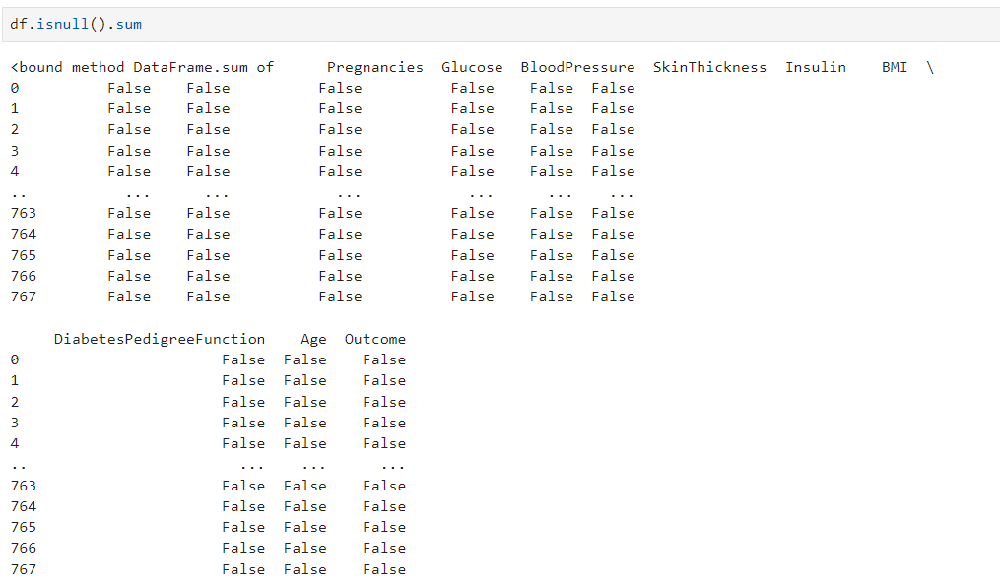 df.isnull().sum
<bound method DataFrame.sum of      Pregnancies  Glucose  BloodPressure  SkinThickness  Insulin    BMI  \
0          False    False          False          False    False  False
1          False    False          False          False    False  False
2          False    False          False          False    False  False
3          False    False          False          False    False  False
4          False    False          False          False    False  False
..           ...      ...            ...            ...      ...    ...
763        False    False          False          False    False  False
764        False    False          False          False    False  False
765        False    False          False          False    False  False
766        False    False          False          False    False  False
767        False    False          False          False    False  False
     DiabetesPedigreeFunction    Age  Outcome
0                       False  False    False
1                       False  False    False
2                       False  False    False
3                       False  False    False
4                       False  False    False
..                        ...    ...      ...
763                     False  False    False
764                     False  False    False
765                     False  False    False
766                     False  False    False
767                     False  False    False